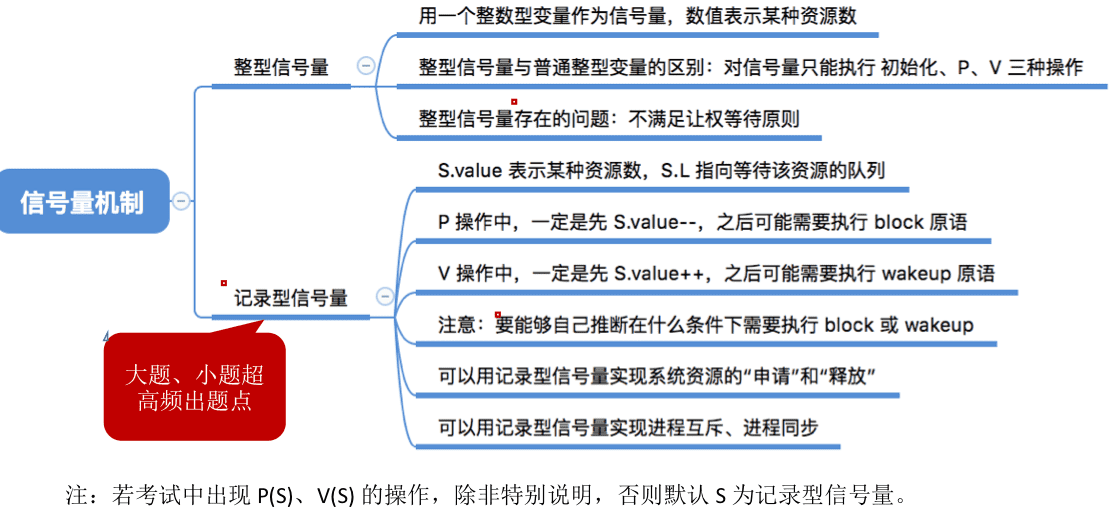 用一个整数型变量作为信号量，数值表示某种资源数
整型信号量
整型信号量与普通整型变量的区别：对信号量只能执行 初始化、P、V 三种操作
整型信号量存在的问题：不满足让权等待原则
信号量机制
S.value 表示某种资源数，S.L 指向等待该资源的队列
P 操作中，一定是先 S.value--，之后可能需要执行 block 原语
V 操作中，一定是先 S.value++，之后可能需要执行 wakeup 原语
记录型信号量
注意：要能够自己推断在什么条件下需要执行 block 或 wakeup
可以用记录型信号量实现系统资源的“申请”和“释放”
可以用记录型信号量实现进程互斥、进程同步
大题、小题超
高频出题点
注：若考试中出现 P(S)、V(S) 的操作，除非特别说明，否则默认 S 为记录型信号量。